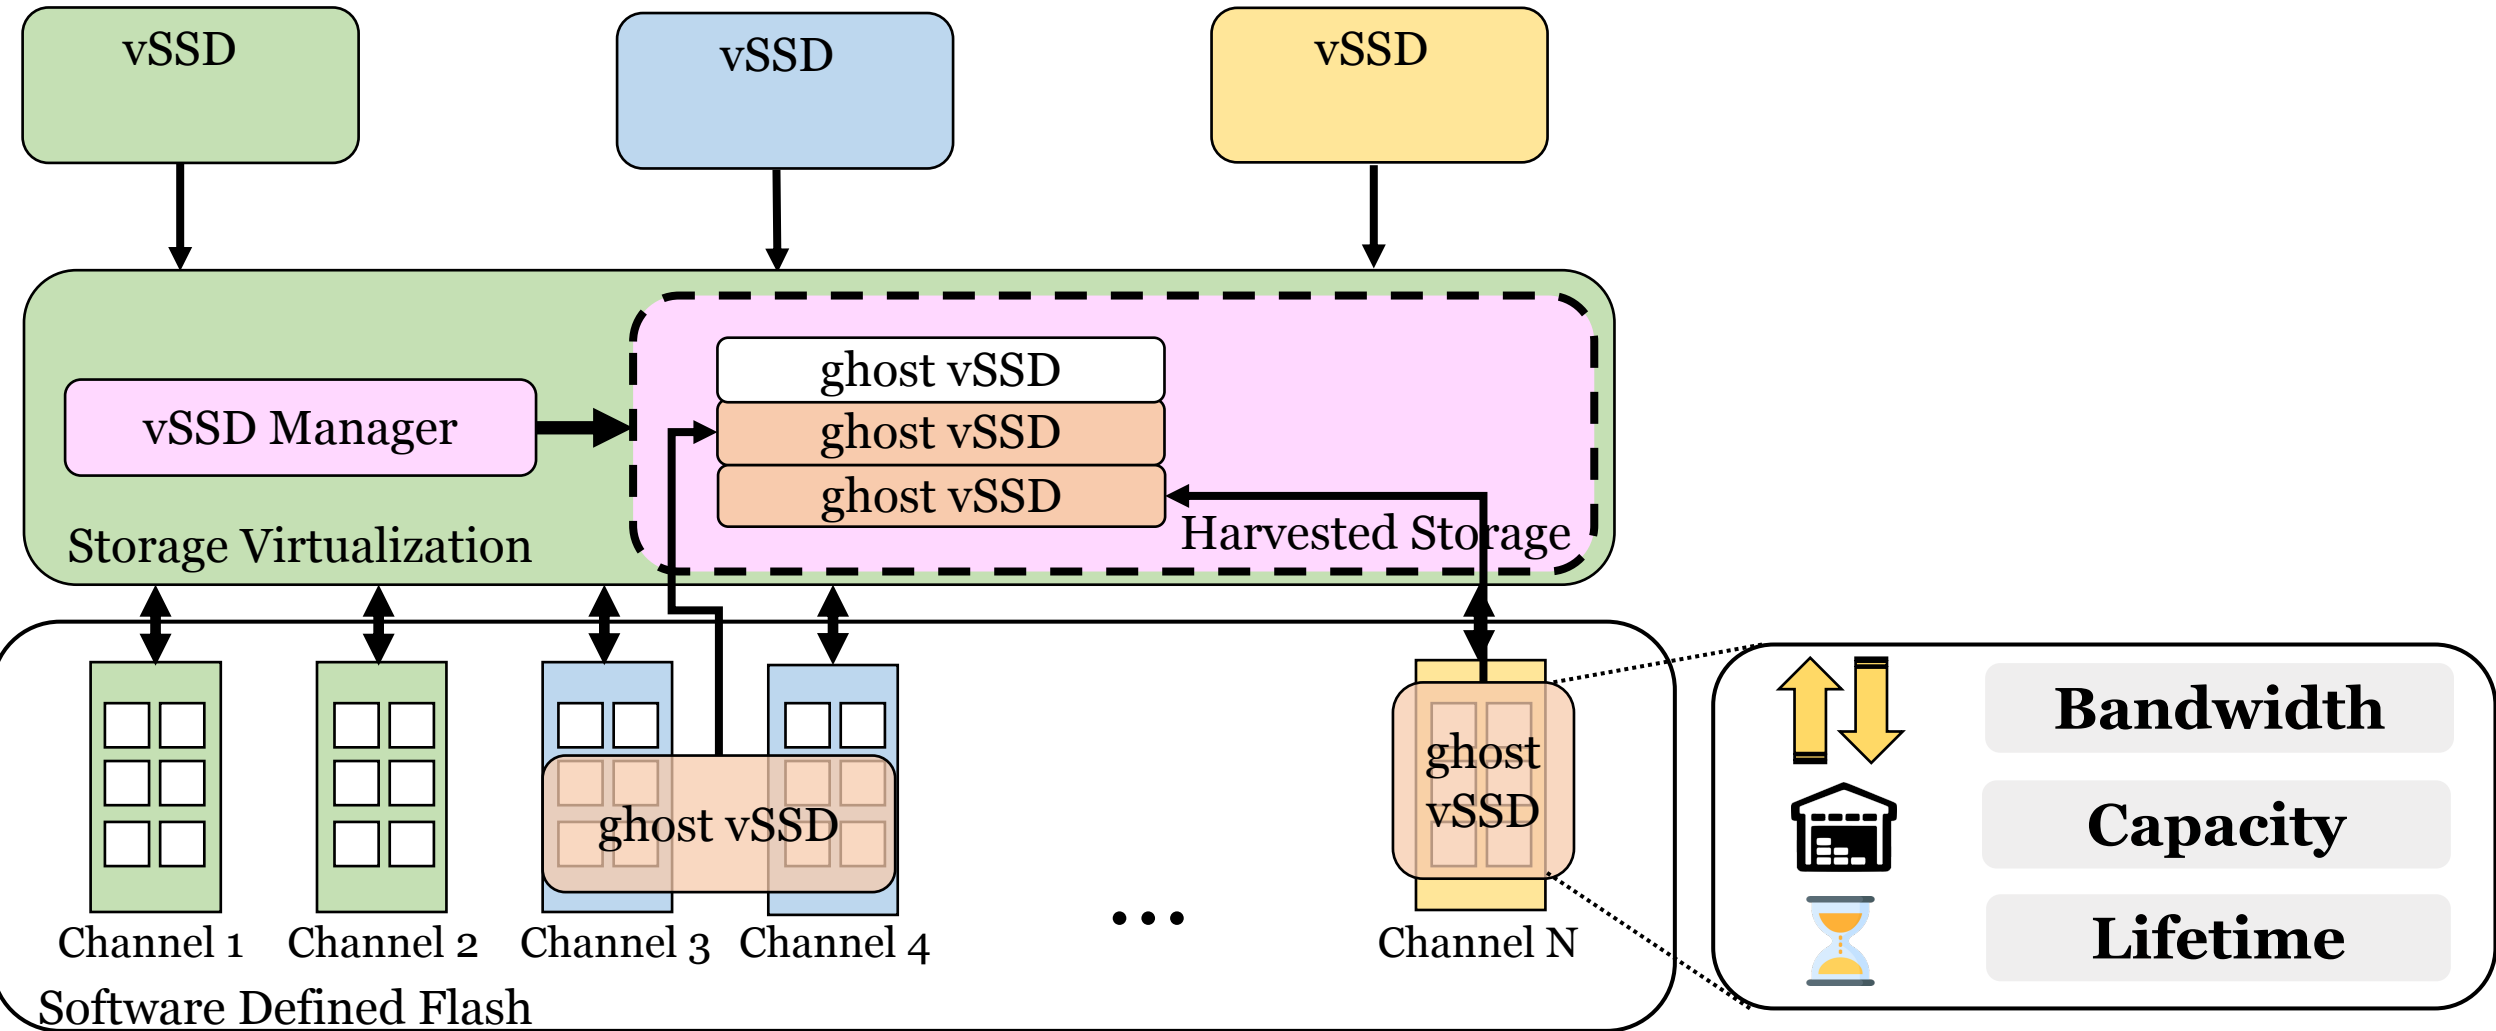 vSSD
vSSD
vSSD
ghost vSSD
vSSD Manager
ghost vSSD
ghost vSSD
Harvested Storage
Storage Virtualization
Bandwidth
ghost
vSSD
ghost vSSD
Capacity
Channel 1
Channel 2
Channel 3
Channel 4
...
Channel N
Lifetime
Software Defined Flash